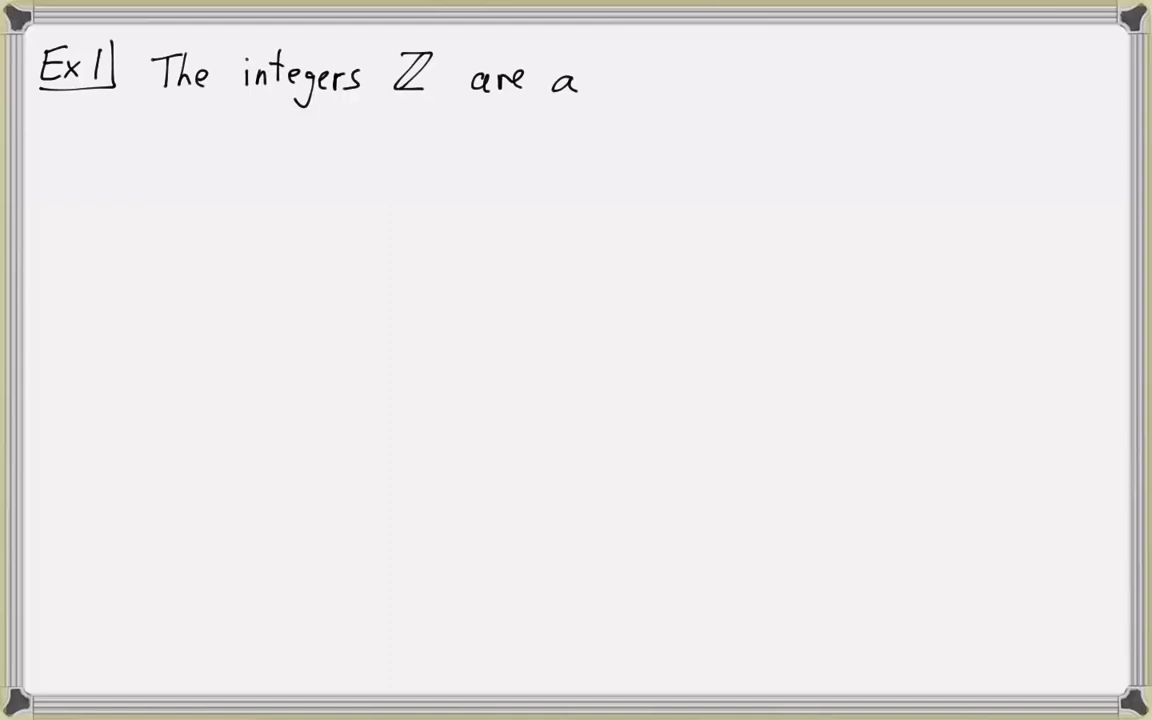 Ex 1 The integers ℤ are a